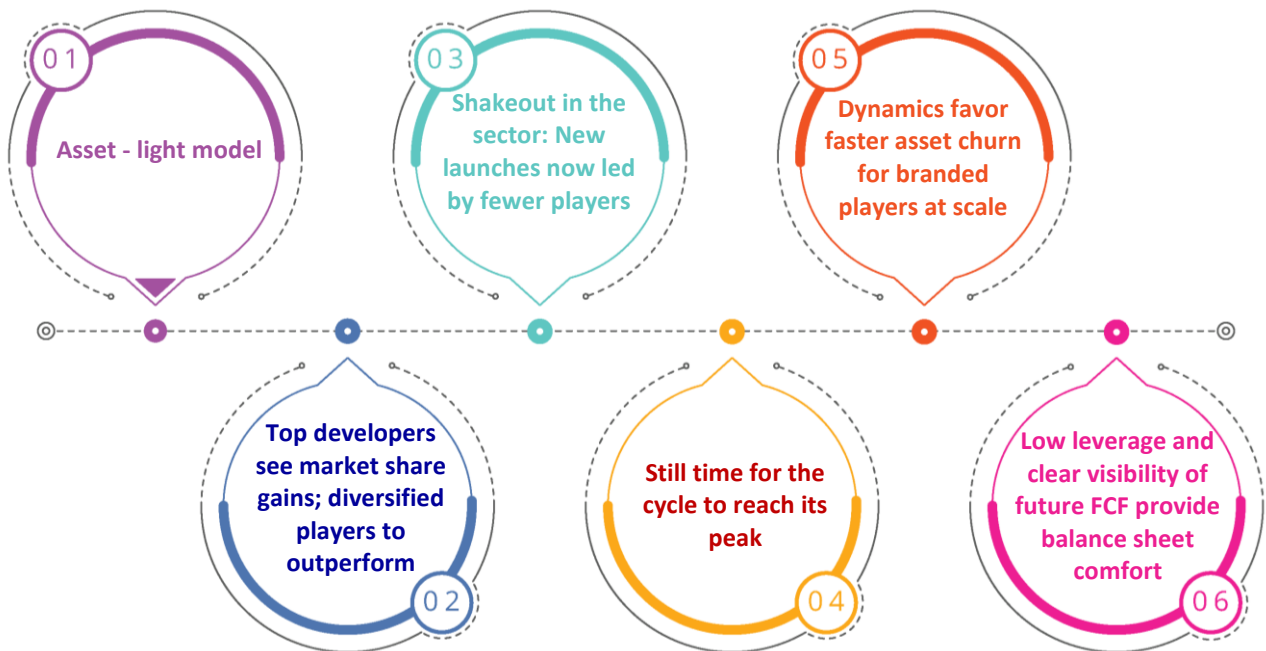 01
Asset - light model
02
Top developers
see market share
gains; diversified
players to
outperform
03
Shakeout in the
sector: New
launches now led
by fewer players
04
Still time for the
cycle to reach its
peak
05
Dynamics favor
faster asset churn
for branded
players at scale
06
Low leverage and
clear visibility of
future FCF provide
balance sheet
comfort